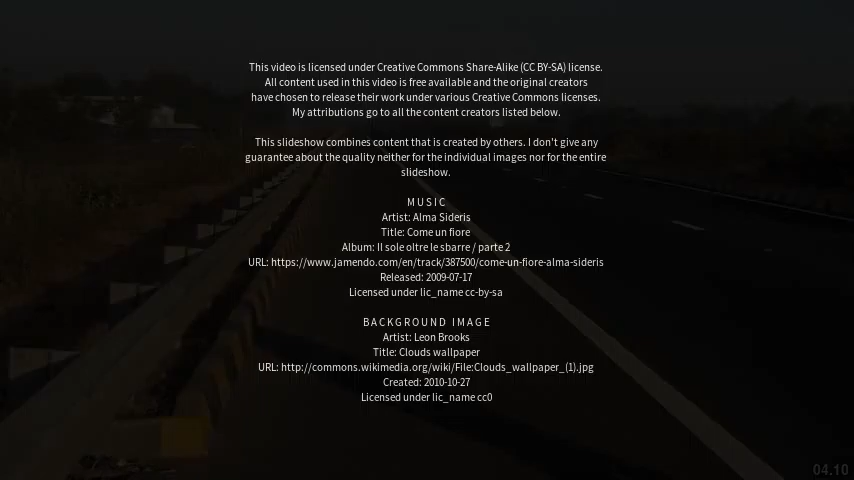 This video is licensed under Creative Commons Share-Alike (CC BY-SA) license.
All content used in this video is free available and the original creators
have chosen to release their work under various Creative Commons licenses.
My attributions go to all the content creators listed below.
This slideshow combines content that is created by others. I don't give any
guarantee about the quality neither for the individual images nor for the entire
slideshow.
MUSIC
Artist: Alma Sideris
Title: Come un fiore
Album: Il sole oltre le sbarre / parte 2
URL: https://www.jamendo.com/en/track/387500/come-un-fiore-alma-sideris
Released: 2009-07-17
Licensed under lic_name cc-by-sa
BACKGROUND IMAGE
Artist: Leon Brooks
Title: Clouds wallpaper
URL: http://commons.wikimedia.org/wiki/File:Clouds_wallpaper_(1).jpg
Created: 2010-10-27
Licensed under lic_name cc0
04.10